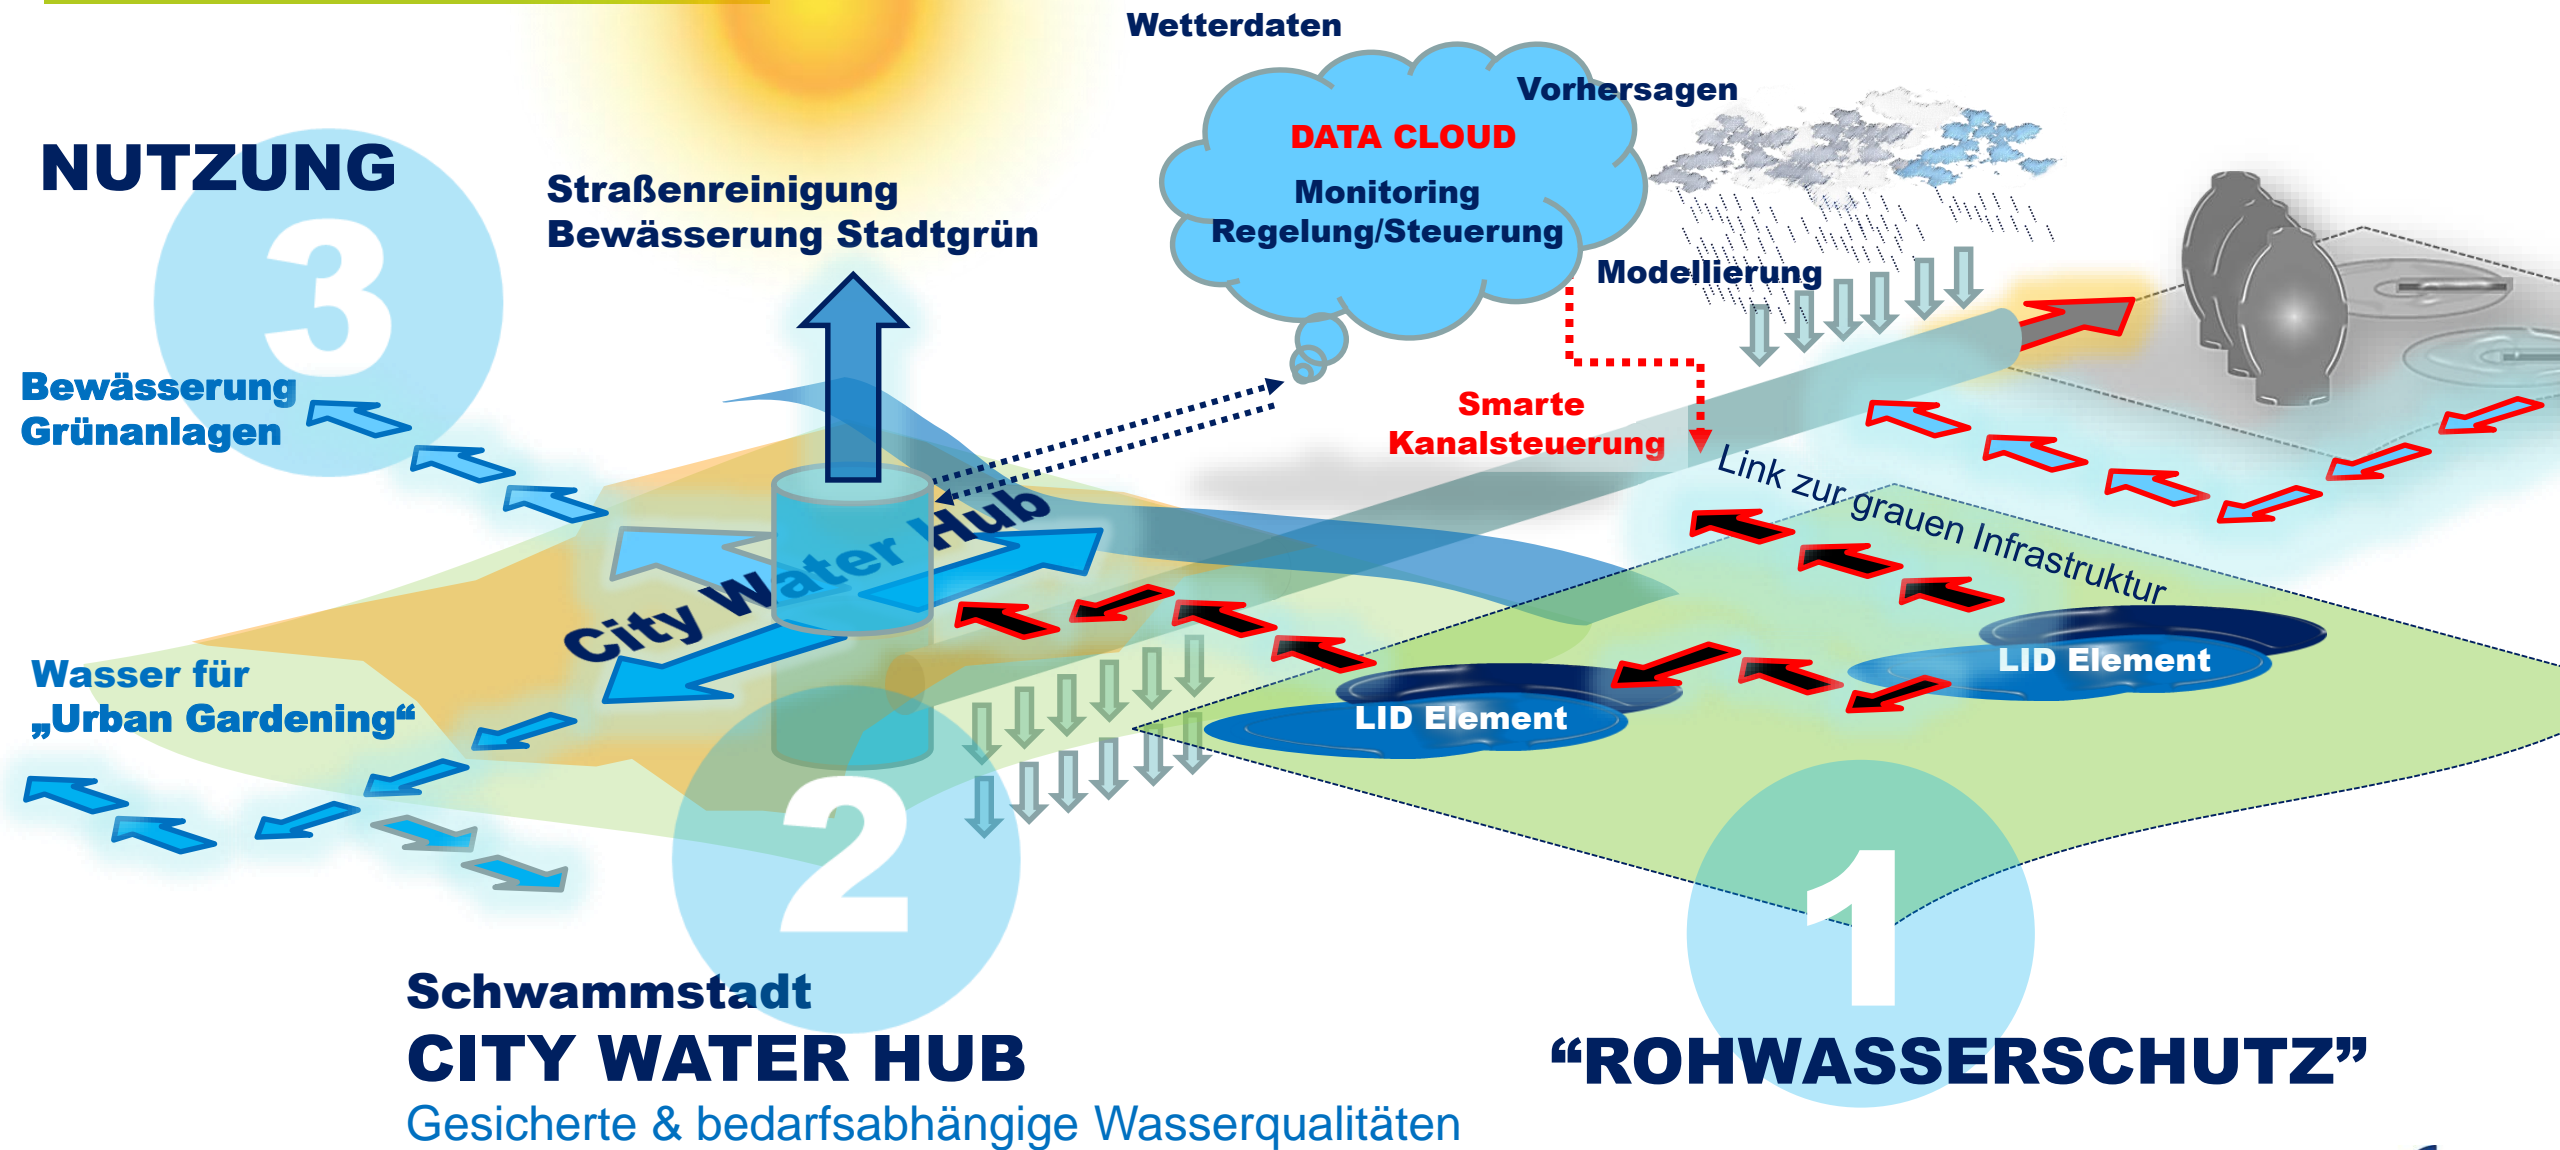 Wetterdaten
Vorhersagen
DATA CLOUD
Monitoring
Regelung/Steuerung
Modellierung
NUTZUNG
3
Straßenreinigung
Bewässerung Stadtgrün
Bewässerung
Grünanlagen
Smarte
Kanalsteuerung
Link zur grauen Infrastruktur
City Water Hub
Wasser für
„Urban Gardening“
LID Element
LID Element
2
1
Schwammstadt
CITY WATER HUB
Gesicherte & bedarfsabhängige Wasserqualitäten
“ROHWASSERSCHUTZ”